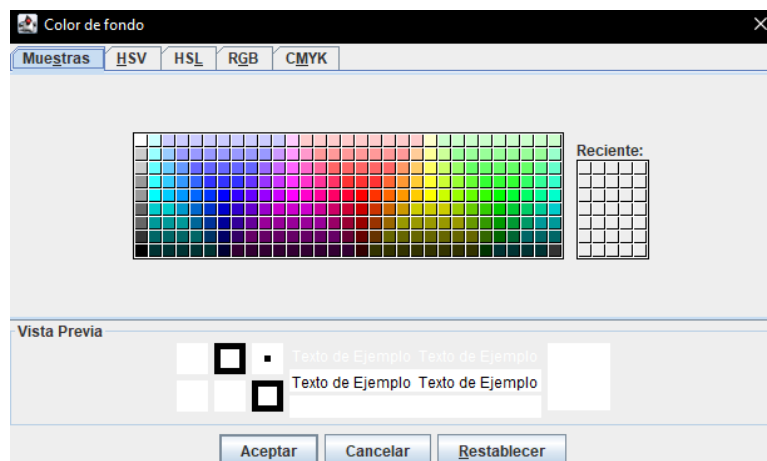 Color de fondo
Muestras HSV HSL RGB CMYK
Reciente:
Vista Previa
Texto de Ejemplo Texto de Ejemplo
Texto de Ejemplo Texto de Ejemplo
Aceptar Cancelar Restablecer